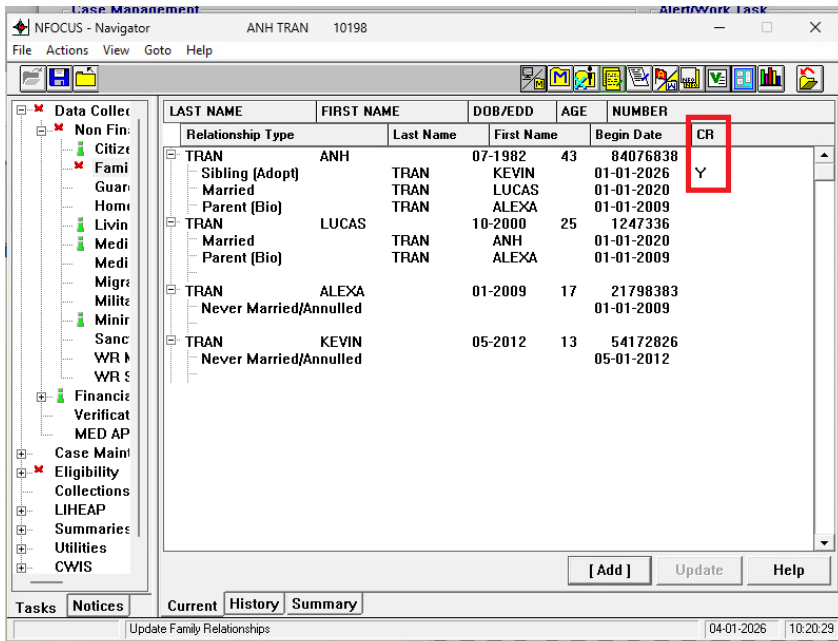 Case Management Alert/Work Task
NFOCUS - Navigator ANH TRAN 10198
File Actions View Goto Help
Data Collec
Non Fin
Citize
Fami
Guar
Hom
Livin
Medi
Medi
Migra
Milita
Minir
Sanc
WR
WR
Financia
Verificat
MED AP
Case Maint
Eligibility
Collections
LIHEAP
Summaries
Utilities
CWIS
Tasks Notices
LAST NAME FIRST NAME DOB/EDD AGE NUMBER
Relationship Type Last Name First Name Begin Date CR
TRAN ANH 07-1982 43 84076838
Sibling (Adopt) TRAN KEVIN 01-01-2026 Y
Married TRAN LUCAS 01-01-2020
Parent (Bio) TRAN ALEXA 01-01-2009
TRAN LUCAS 10-2000 25 1247336
Married TRAN ANH 01-01-2020
Parent (Bio) TRAN ALEXA 01-01-2009
TRAN ALEXA 01-2009 17 21798383
Never Married/Annulled 01-01-2009
TRAN KEVIN 05-2012 13 54172826
Never Married/Annulled 05-01-2012
[ Add ] Update Help
Current History Summary
Update Family Relationships 04-01-2026 10:20:29